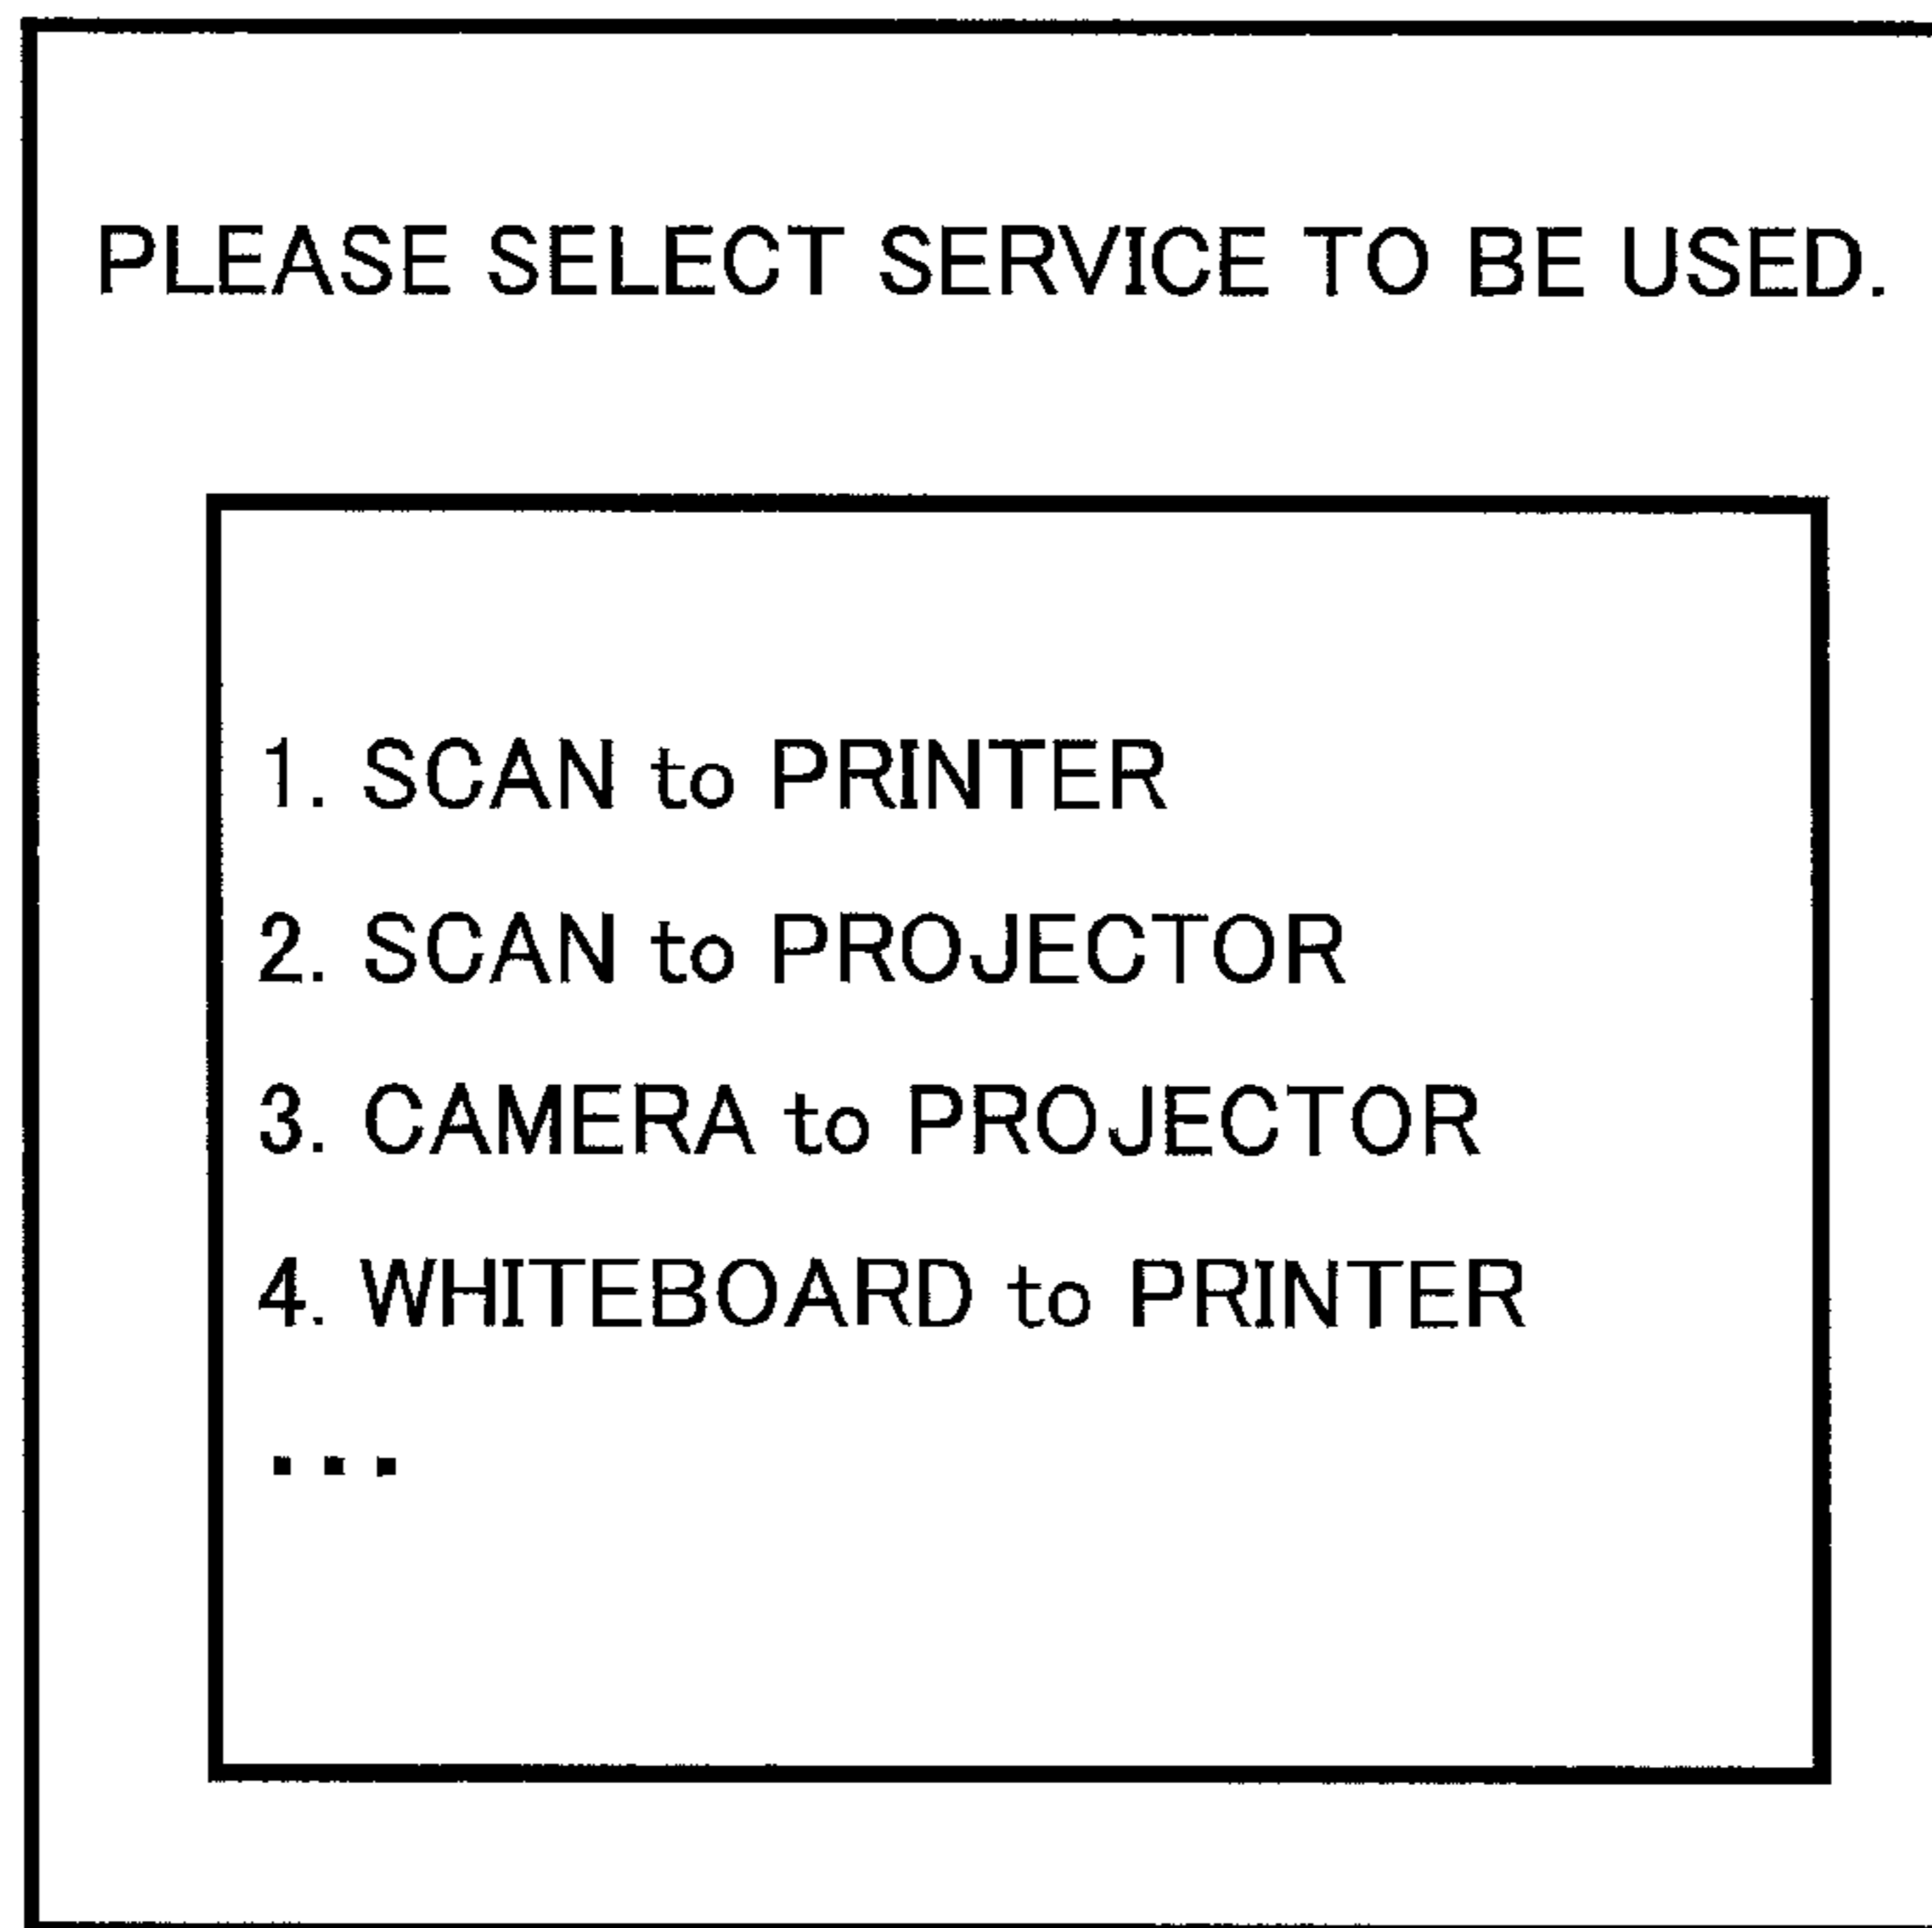 PLEASE SELECT SERVICE TO BE USED.
1. SCAN to PRINTER
2. SCAN to PROJECTOR
3. CAMERA to PROJECTOR
4. WHITEBOARD to PRINTER
...